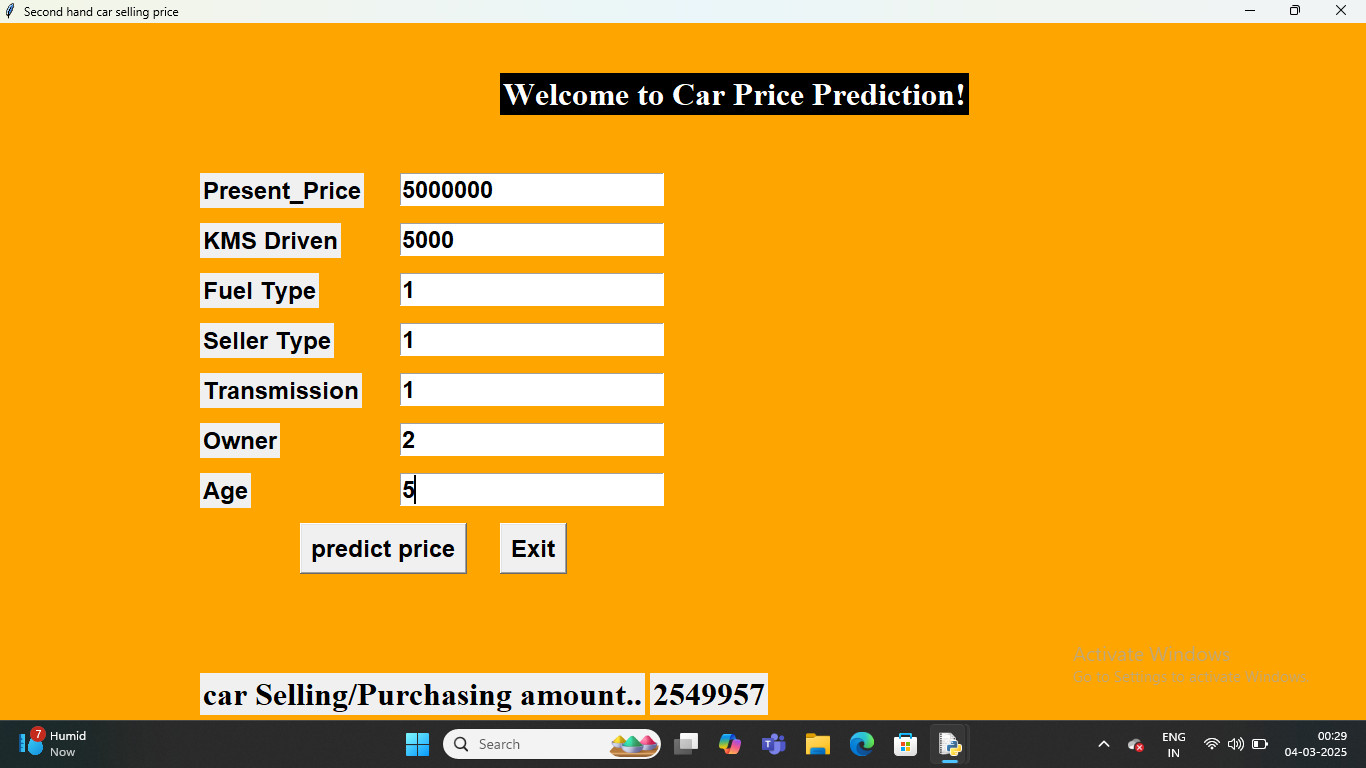 Second hand car selling price
Welcome to Car Price Prediction!
Present_Price 5000000
KMS Driven 5000
Fuel Type 1
Seller Type 1
Transmission 1
Owner 2
Age 5
predict price Exit
Activate Windows
Go to Settings to activate Windows.
car Selling/Purchasing amount.. 2549957
7 Humid
Now
Search
ENG
IN
00:29
04-03-2025